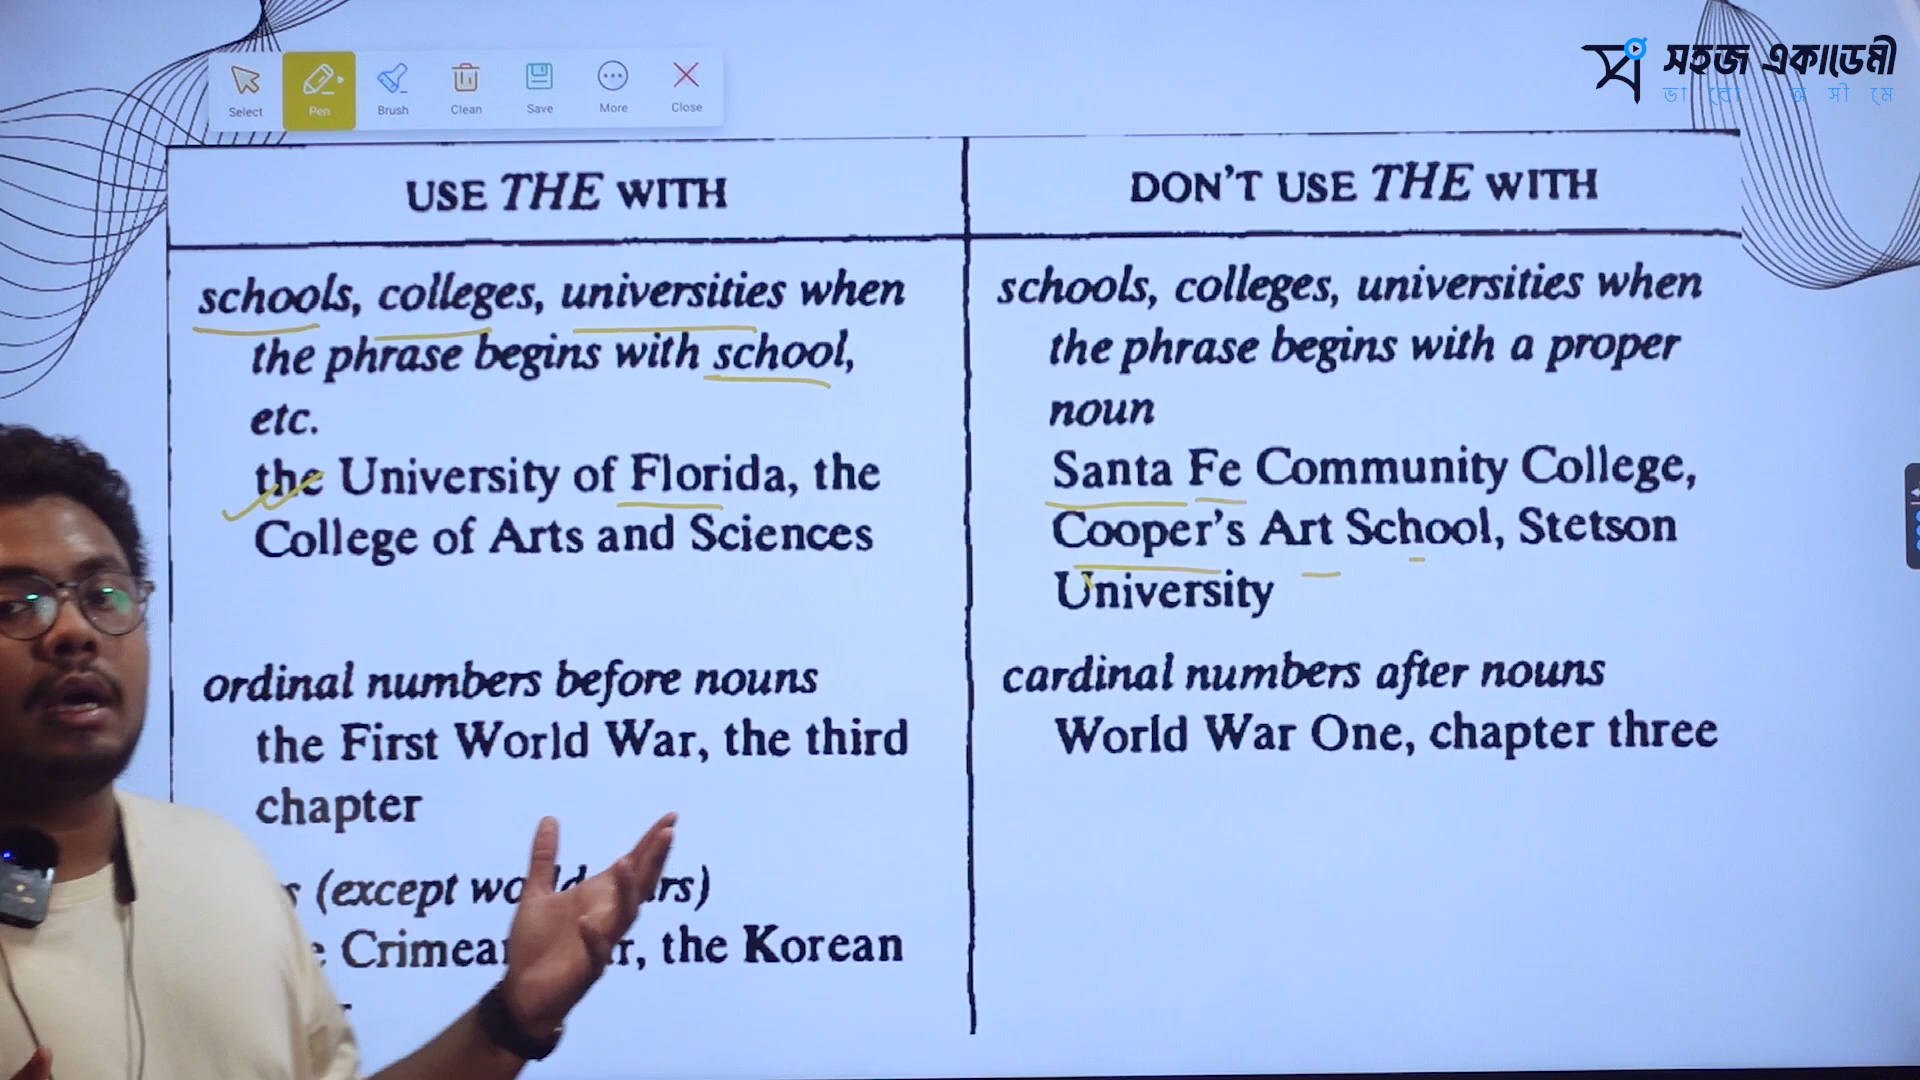 Select Pen Brush Clean Save More Close
সহজ একাডেমী
USE THE WITH
DON'T USE THE WITH
schools, colleges, universities when
the phrase begins with school,
etc.
the University of Florida, the
College of Arts and Sciences
ordinal numbers before nouns
the First World War, the third
chapter
(except
the Korean
schools, colleges, universities when
the phrase begins with a proper
noun
Santa Fe Community College,
Cooper's Art School, Stetson
University
cardinal numbers after nouns
World War One, chapter three